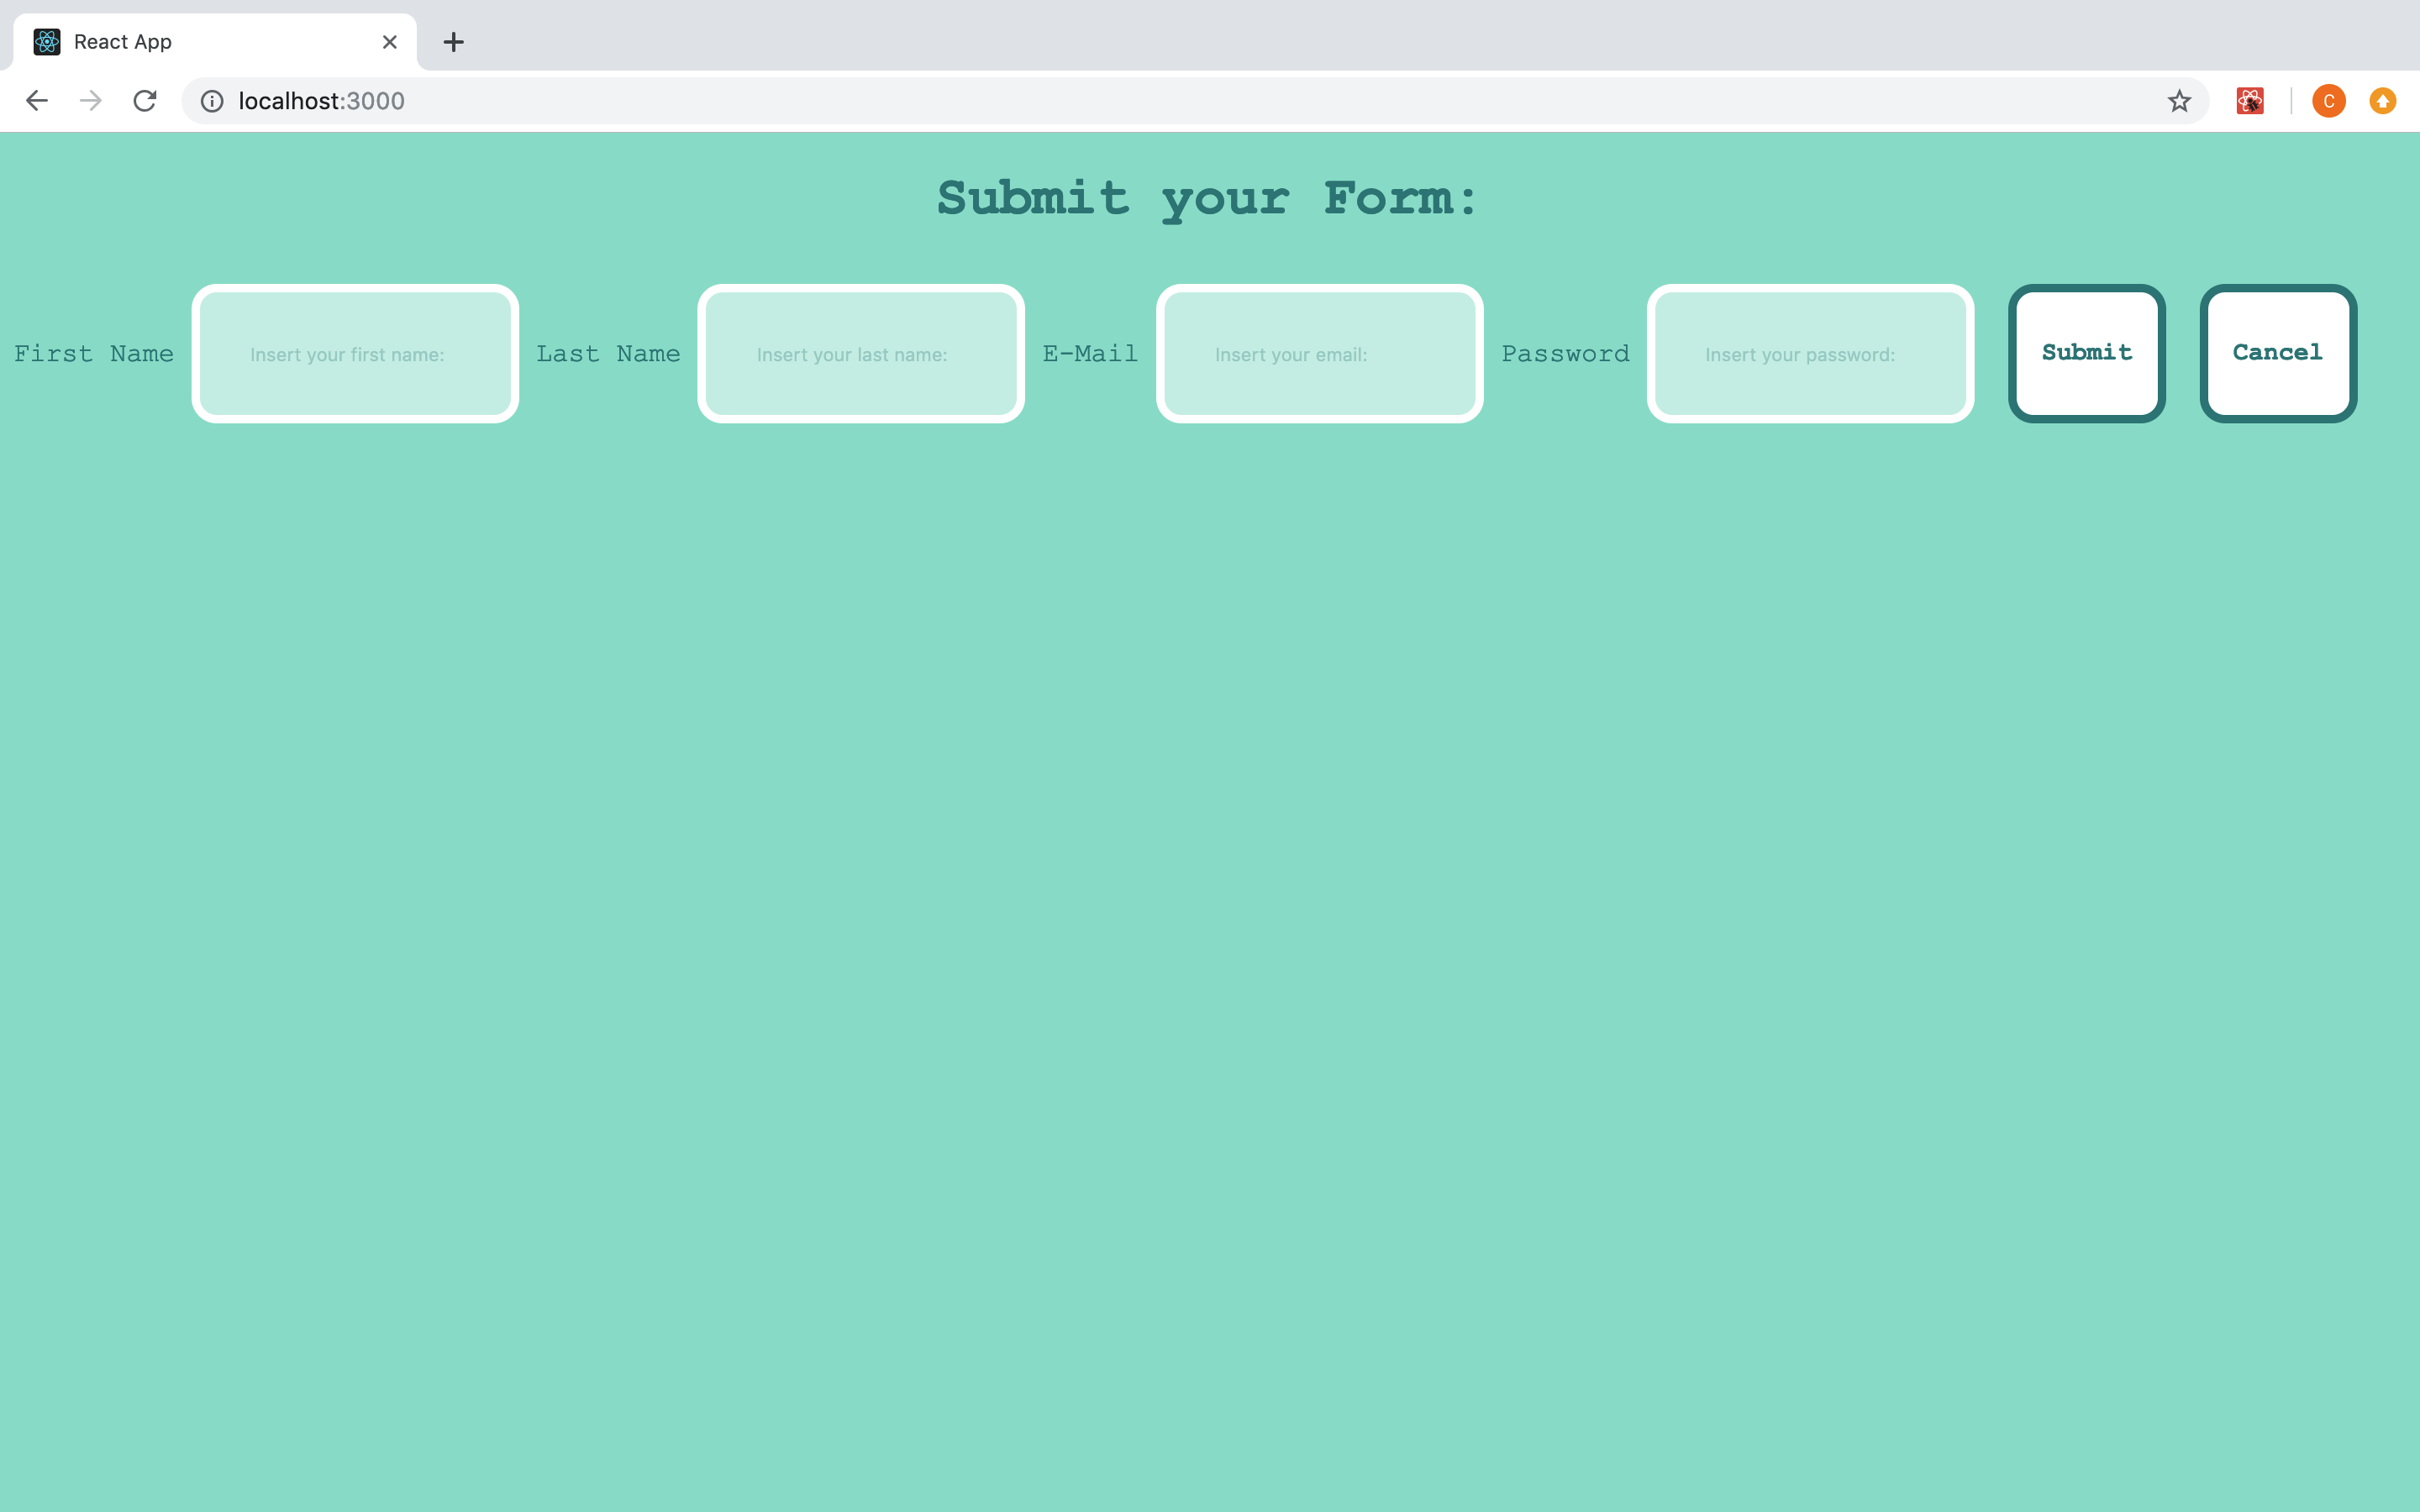 React App
localhost:3000
C
Submit your Form:
First Name Insert your first name: Last Name Insert your last name: E-Mail Insert your email: Password Insert your password: Submit Cancel